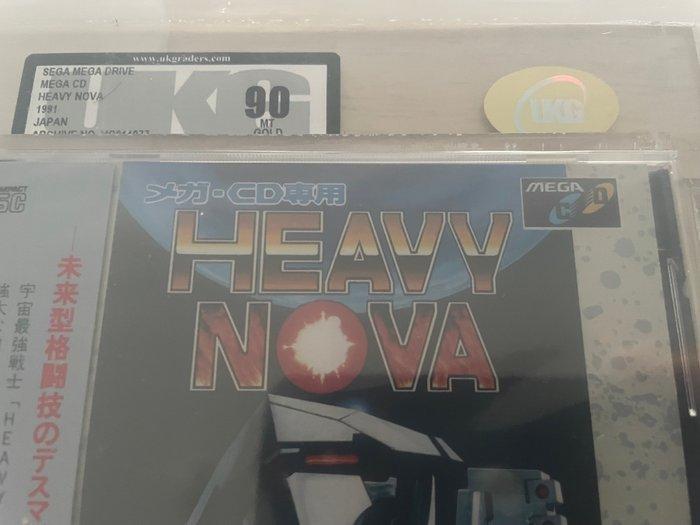 www.ukgraders.com
SEGA MEGA DRIVE
MEGA CD
HEAVY NOVA
1991
JAPAN
90
MT
GOLD
UKG
UKG
メガ・CD専用
MEGA
CD
HEAVY
NOVA
未来型格闘技のデスマ
宇宙最強戦士「HEAVY